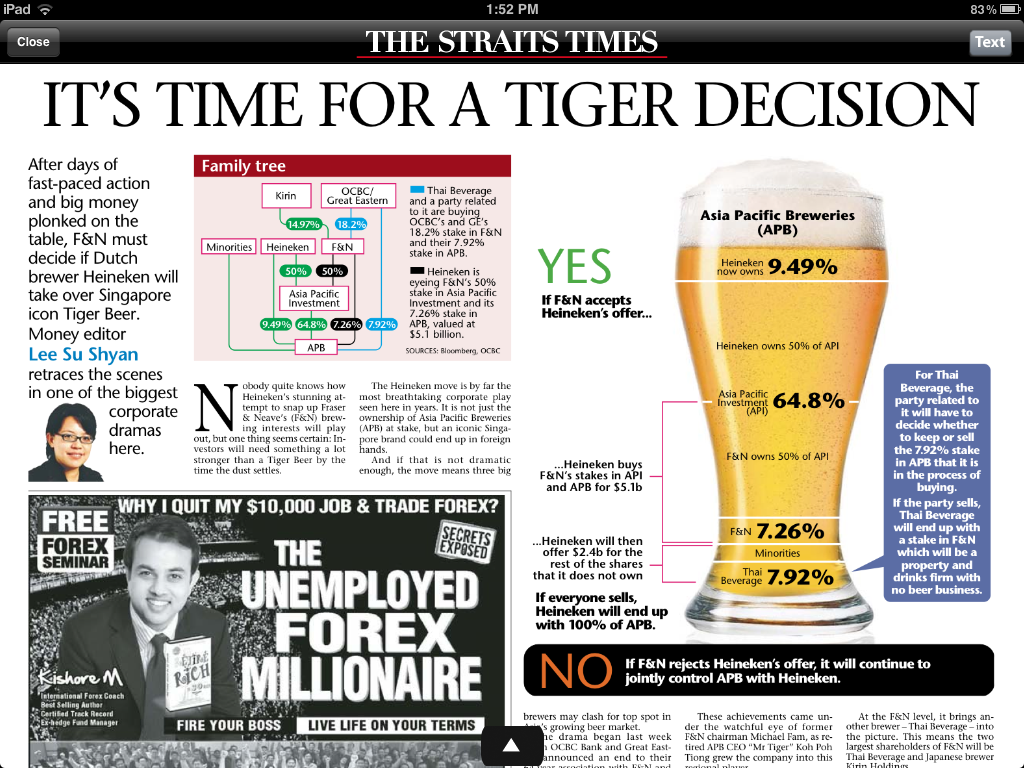 iPad
1:52 PM
83%
Close
THE STRAITS TIMES
Text
IT'S TIME FOR A TIGER DECISION
After days of
fast-paced action
and big money
plonked on the
table, F&N must
decide if Dutch
brewer Heineken will
take over Singapore
icon Tiger Beer.
Money editor
Lee Su Shyan
retraces the scenes
in one of the biggest
corporate
dramas
here.
Family tree
Kirin
OCBC/
Great Eastern
14.97%
18.2%
Minorities
Heineken
F&N
50%
50%
Asia Pacific
Investment
9.49%
64.8%
7.26%
7.92%
APB
Thai Beverage
and a party related
to it are buying
OCBC's and GE's
18.2% stake in F&N
and their 7.92%
stake in APB.
Heineken is
eyeing F&N's 50%
stake in Asia Pacific
Investment and its
7.26% stake in
APB, valued at
$5.1 billion.
SOURCES: Bloomberg, OCBC
Nobody quite knows how
Heineken's stunning at-
tempt to snap up Fraser
& Neave's (F&N) brew-
ing interests will play
out, but one thing seems certain: In-
vestors will need something a lot
stronger than a Tiger Beer by the
time the dust settles.
The Heineken move is by far the
most breathtaking corporate play
seen here in years. It is not just the
ownership of Asia Pacific Breweries
(APB) at stake, but an iconic Singa-
pore brand could end up in foreign
hands.
And if that is not dramatic
enough, the move means three big
WHY I QUIT MY $10,000 JOB & TRADE FOREX?
FREE
FOREX
SEMINAR
SECRETS
EXPOSED
THE
UNEMPLOYED
FOREX
MILLIONAIRE
RICH
Kishore M
International Forex Coach
Best Selling Author
Certified Track Record
Ex-hedge Fund Manager
FIRE YOUR BOSS
LIVE LIFE ON YOUR TERMS
YES
If F&N accepts
Heineken's offer...
Asia Pacific Breweries
(APB)
Heineken
now owns 9.49%
Heineken owns 50% of API
Asia Pacific
Investment
(API) 64.8%
F&N owns 50% of API
...Heineken buys
F&N's stakes in API
and APB for $5.1b
F&N 7.26%
Minorities
Thai
Beverage 7.92%
...Heineken will then
offer $2.4b for the
rest of the shares
that it does not own
If everyone sells,
Heineken will end up
with 100% of APB.
For Thai
Beverage, the
party related to
it will have to
decide whether
to keep or sell
the 7.92% stake
in APB that it is
in the process of
buying.
If the party sells,
Thai Beverage
will end up with
a stake in F&N
which will be a
property and
drinks firm with
no beer business.
NO
If F&N rejects Heineken's offer, it will continue to
jointly control APB with Heineken.
brewers may clash for top spot in
growing beer market.
drama began last week
OCBC Bank and Great East-
announced an end to their
association with F&N and
These achievements came un-
der the watchful eye of former
F&N chairman Michael Fam, as re-
tired APB CEO "Mr Tiger" Koh Poh
Tiong grew the company into this
regional player.
At the F&N level, it brings an-
other brewer – Thai Beverage – into
the picture. This means the two
largest shareholders of F&N will be
Thai Beverage and Japanese brewer
Kirin Holdings.